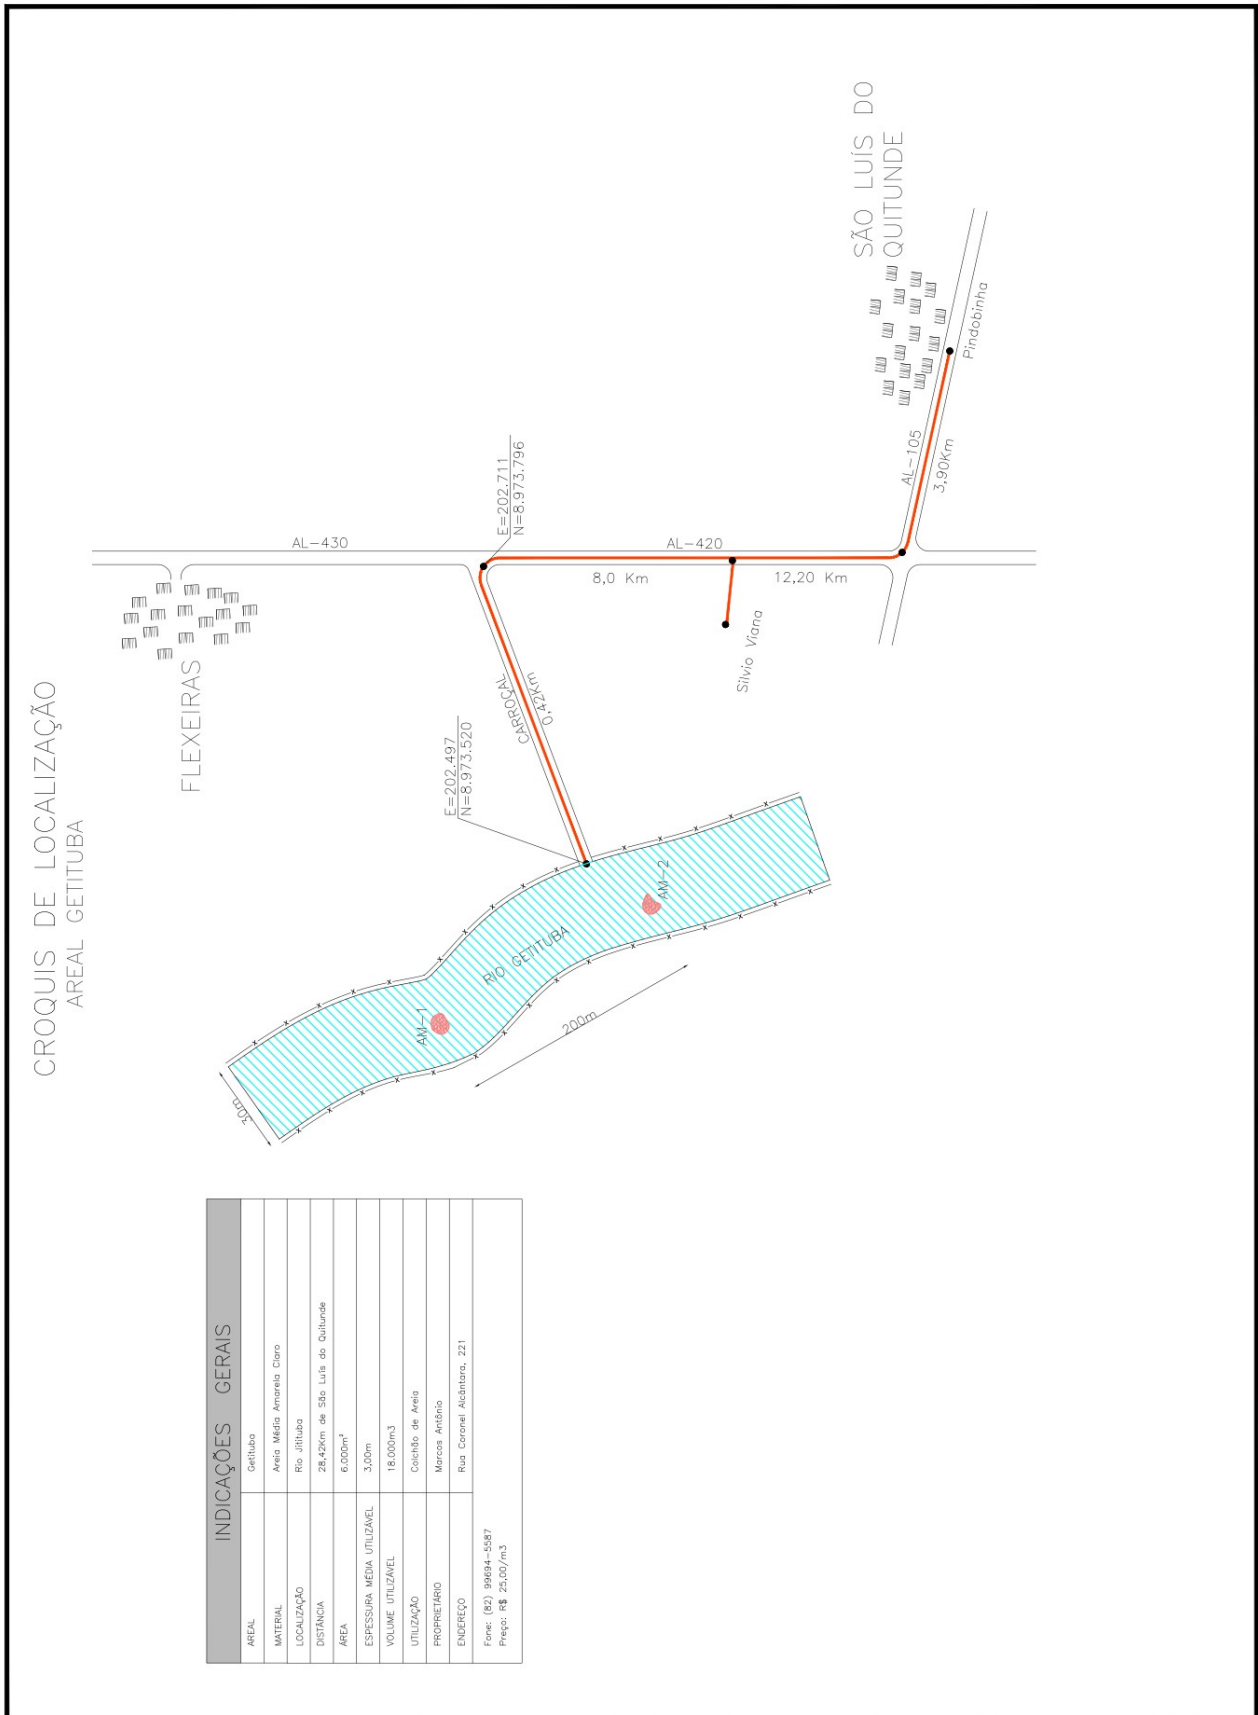 CROQUIS DE LOCALIZAÇÃO
AREAL GETITUBA
FLEXEIRAS
SÃO LUÍS DO
QUITUNDE
AL-430
AL-420
8,0 Km
12,20 Km
AL-105
3,90Km
Pindobinha
Silvio Viana
E=202.711
N=8.973.796
CARROÇAL
0,42Km
E=202.497
N=8.973.520
RIO GETITUBA
AM-1
AM-2
200m
30m
INDICAÇÕES GERAIS
AREAL Getituba
MATERIAL Areia Média Amarela Claro
LOCALIZAÇÃO Rio Jitituba
DISTÂNCIA 28,42Km de São Luís do Quitunde
ÁREA 6.000m²
ESPESSURA MÉDIA UTILIZÁVEL 3,00m
VOLUME UTILIZÁVEL 18.000m3
UTILIZAÇÃO Colchão de Areia
PROPRIETÁRIO Marcos Antônio
ENDEREÇO Rua Coronel Alcântara, 221
Fone: (82) 99694-5587
Preço: R$ 25,00/m3